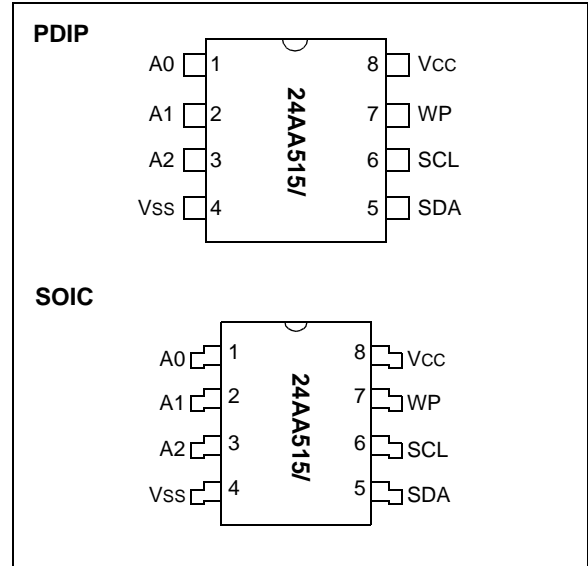 PDIP
A0 1 8 VCC
A1 2 7 WP
A2 3 6 SCL
VSS 4 5 SDA
24AA515/
SOIC
A0 1 8 VCC
A1 2 7 WP
A2 3 6 SCL
VSS 4 5 SDA
24AA515/